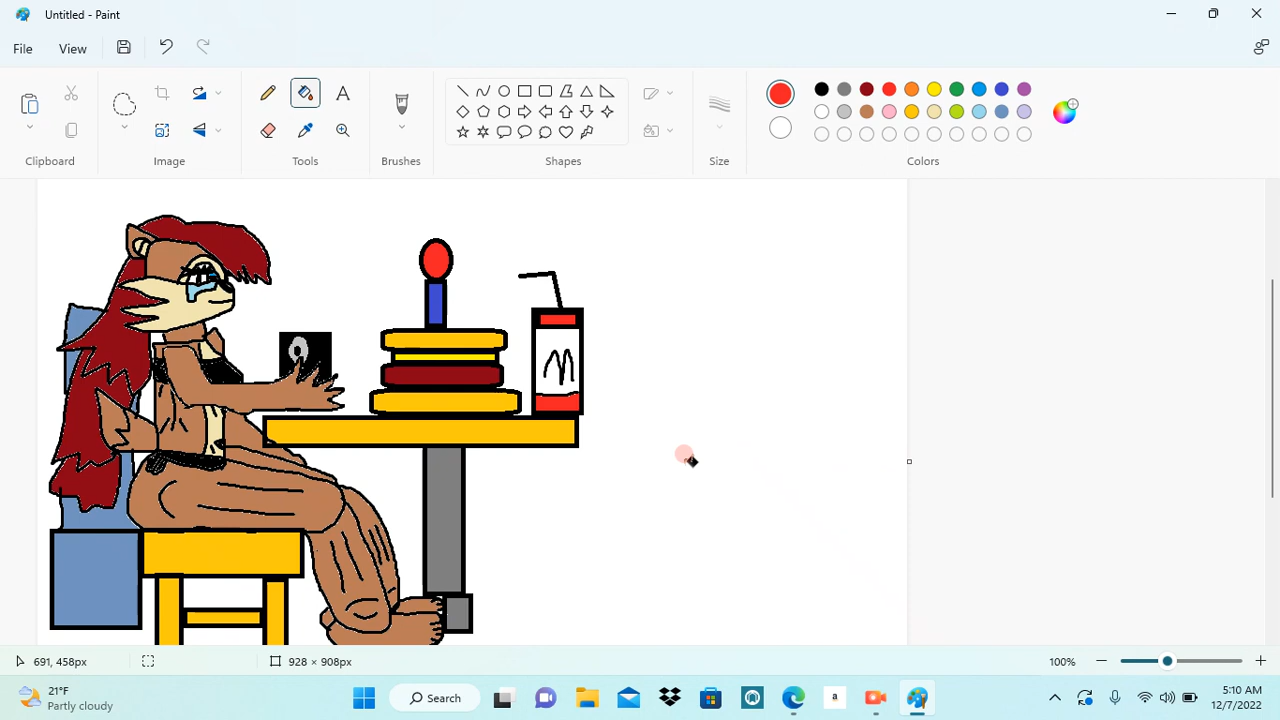 Untitled - Paint
File View
A
Clipboard Image Tools Brushes Shapes Size Colors
M
691, 458px 928 × 908px 100%
21°F
Partly cloudy
Search
a
5:10 AM
12/7/2022